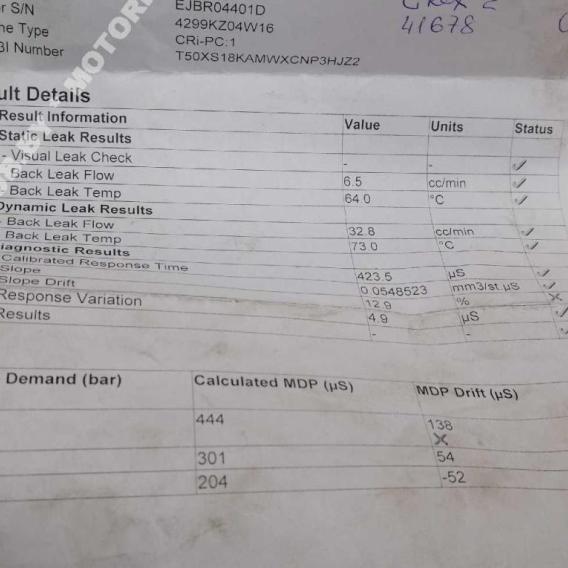 r S/N EJBR04401D
ne Type 4299KZ04W16 41678
BI Number CRi-PC:1
T50XS18KAMWXCNP3HJZ2
MOTOR
ult Details
Result Information Value Units Status
Static Leak Results
- Visual Leak Check - - ✓
Back Leak Flow 6.5 cc/min ✓
- Back Leak Temp 64.0 °C ✓
Dynamic Leak Results
- Back Leak Flow 32.8 cc/min ✓
Back Leak Temp 73.0 °C ✓
iagnostic Results
Calibrated Response Time 423.5 µS ✓
Slope 0.0548523 mm3/st.µS ✓
Slope Drift 12.9 % X
Response Variation 4.9 µS ✓
Results - - ✓
Demand (bar) Calculated MDP (µS) MDP Drift (µS)
444 138
X
301 54
204 -52